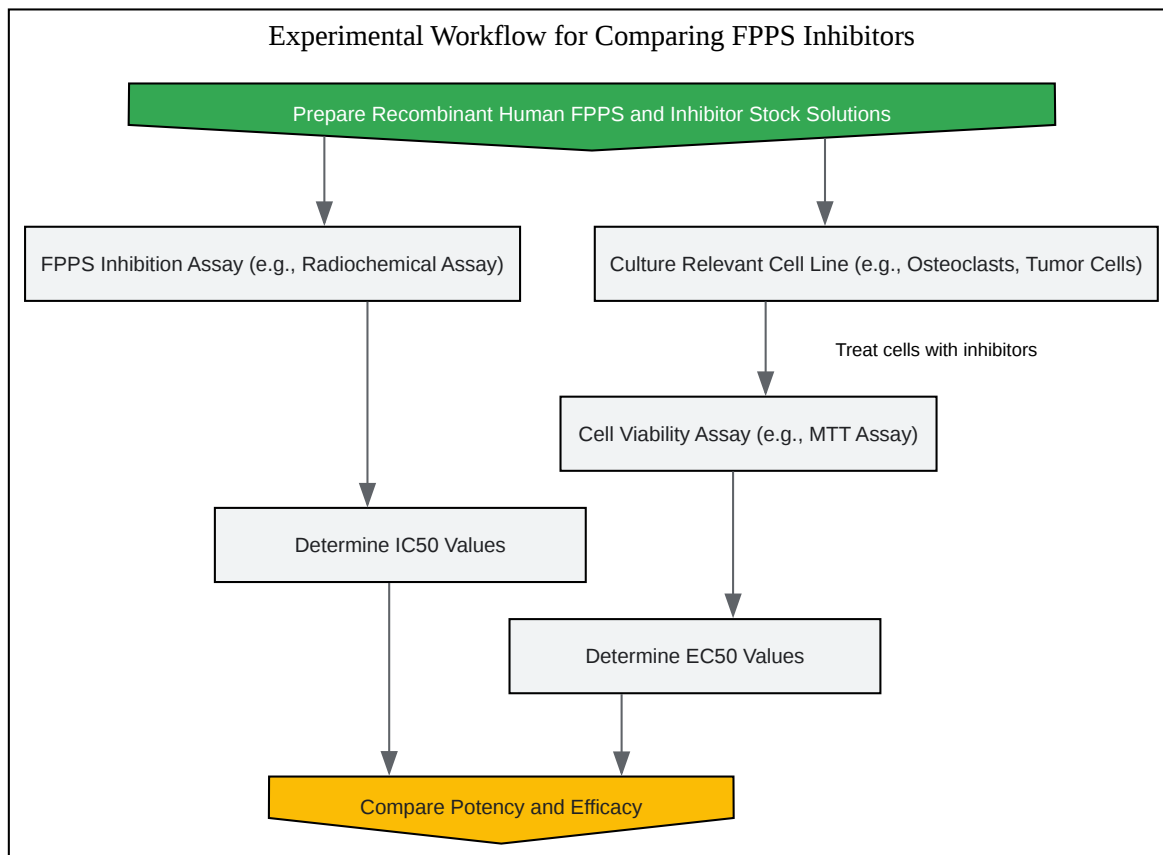 Experimental Workflow for Comparing FPPS Inhibitors
Prepare Recombinant Human FPPS and Inhibitor Stock Solutions
FPPS Inhibition Assay (e.g., Radiochemical Assay)
Culture Relevant Cell Line (e.g., Osteoclasts, Tumor Cells)
Treat cells with inhibitors
Cell Viability Assay (e.g., MTT Assay)
Determine IC50 Values
Determine EC50 Values
Compare Potency and Efficacy